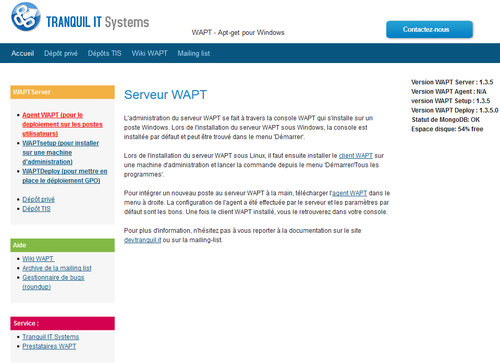 TRANQUIL IT Systems
WAPT - Apt-get pour Windows
Contactez-nous
Accueil Dépôt privé Dépôts TIS Wiki WAPT Mailing list
Version WAPT Server : 1.3.5
Version WAPT Agent : N/A
version WAPT Setup : 1.3.5
Version WAPT Deploy : 1.3.5.0
Statut de MongoDB: OK
Espace disque: 54% free
WAPTServer
Agent WAPT (pour le
deploiement sur les postes
utilisateurs)
WAPTsetup (pour installer
sur une machine
d'administration)
WAPTDeploy (pour mettre en
place le déploiement GPO)
Dépôt privé
Dépôt TIS
Aide
Wiki WAPT
Archive de la mailing list
Gestionnaire de bugs
(roundup)
Service :
Tranquil IT Systems
Prestataires WAPT
Serveur WAPT
L'administration du serveur WAPT se fait à travers la console WAPT qui s'installe sur un
poste Windows. Lors de l'installation du serveur WAPT sous Windows, la console est
installée par défaut et peut être trouvé dans le menu 'Démarrer'.
Lors de l'installation du serveur WAPT sous Linux, il faut ensuite installer le client WAPT sur
une machine d'administration et lancer la commande depuis le menu 'Démarrer/Tous les
programmes'.
Pour intégrer un nouveau poste au serveur WAPT à la main, télécharger l'agent WAPT dans le
menu à droite. La configuration de l'agent a été effectuée par le serveur et les paramètres par
défaut sont les bons. Une fois le client WAPT installé, vous le retrouverez dans votre console.
Pour plus d'information, n'hésitez pas à vous reporter à la documentation sur le site
dev.tranquil.it ou sur la mailing-list.